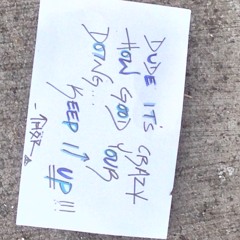 DUDE IT'S CRAZY
HOW GOOD YOUR
DOING...
KEEP IT UP!!!